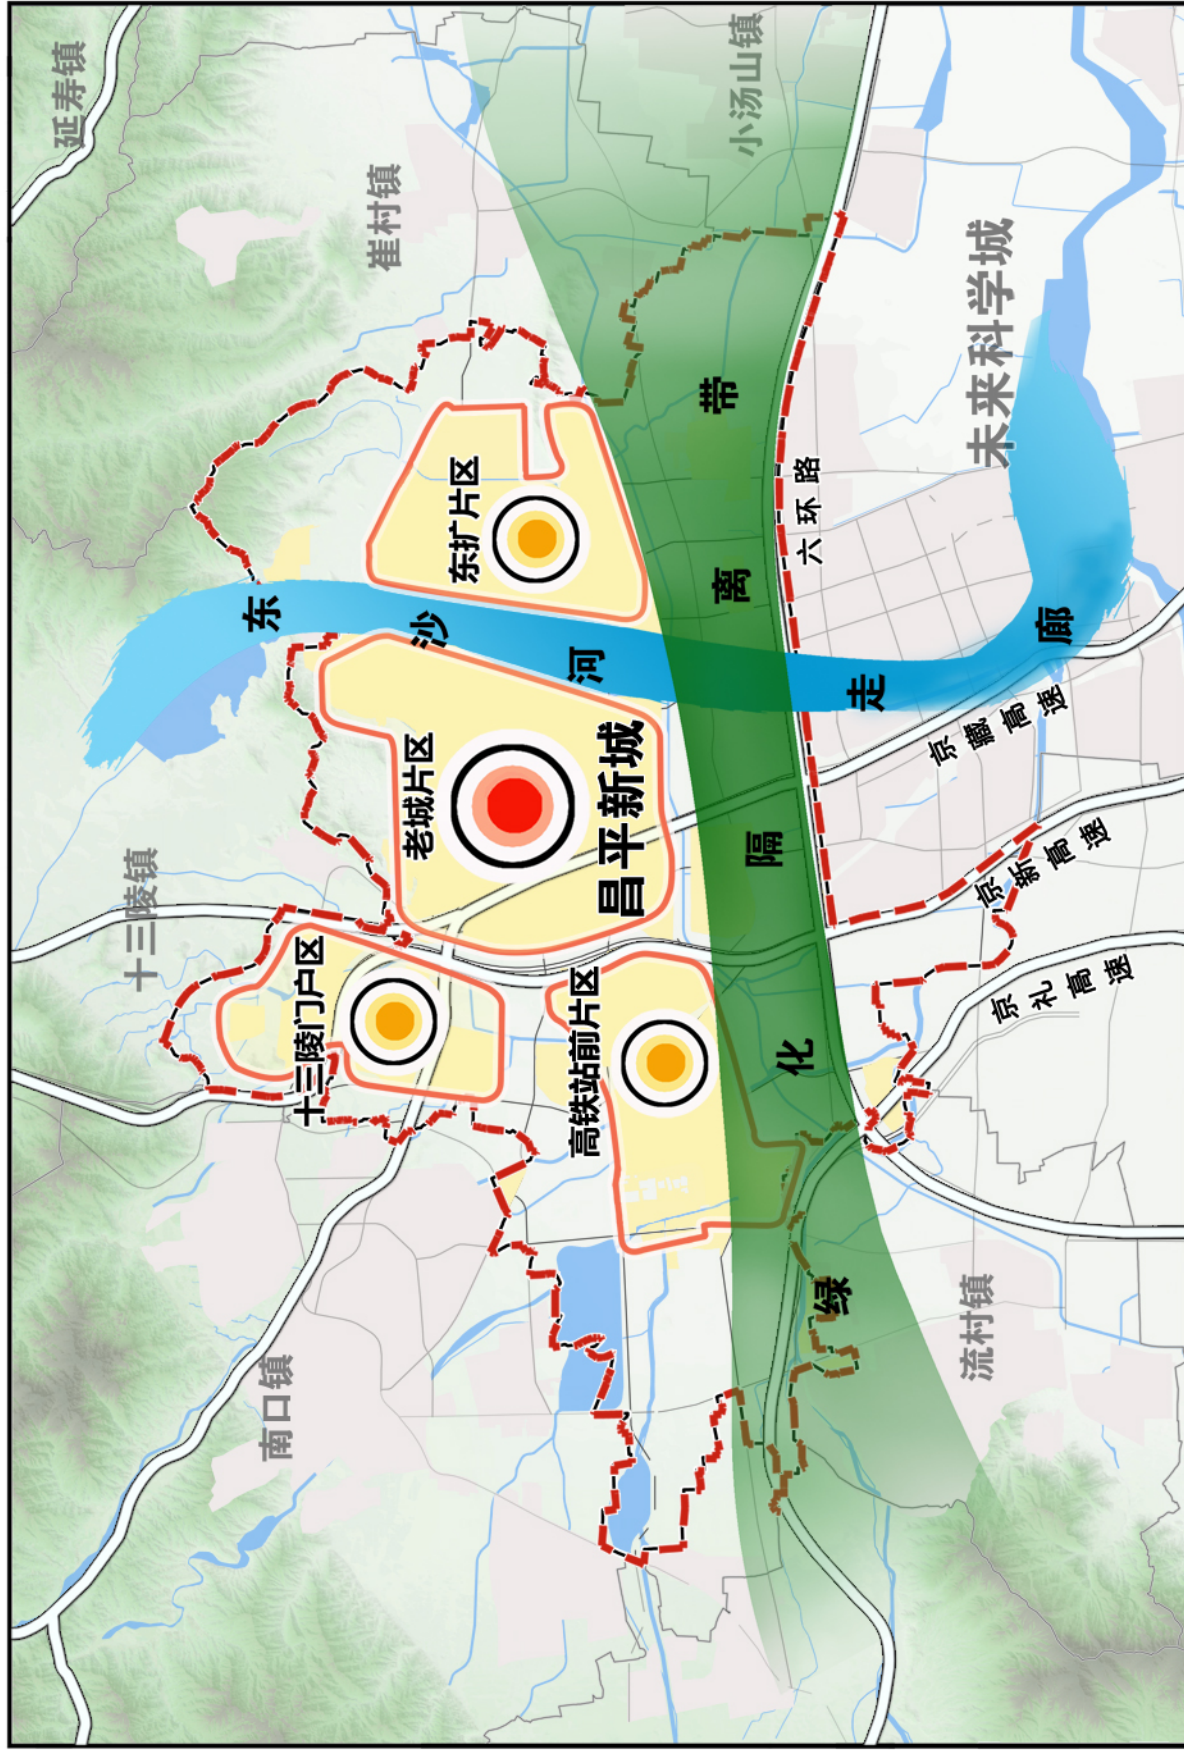 延寿镇
崔村镇
小汤山镇
十三陵镇
南口镇
流村镇
未来科学城
昌平新城
老城片区
东扩片区
十三陵门户区
高铁站前片区
东沙河走廊
绿化隔离带
六环路
京藏高速
京新高速
京礼高速